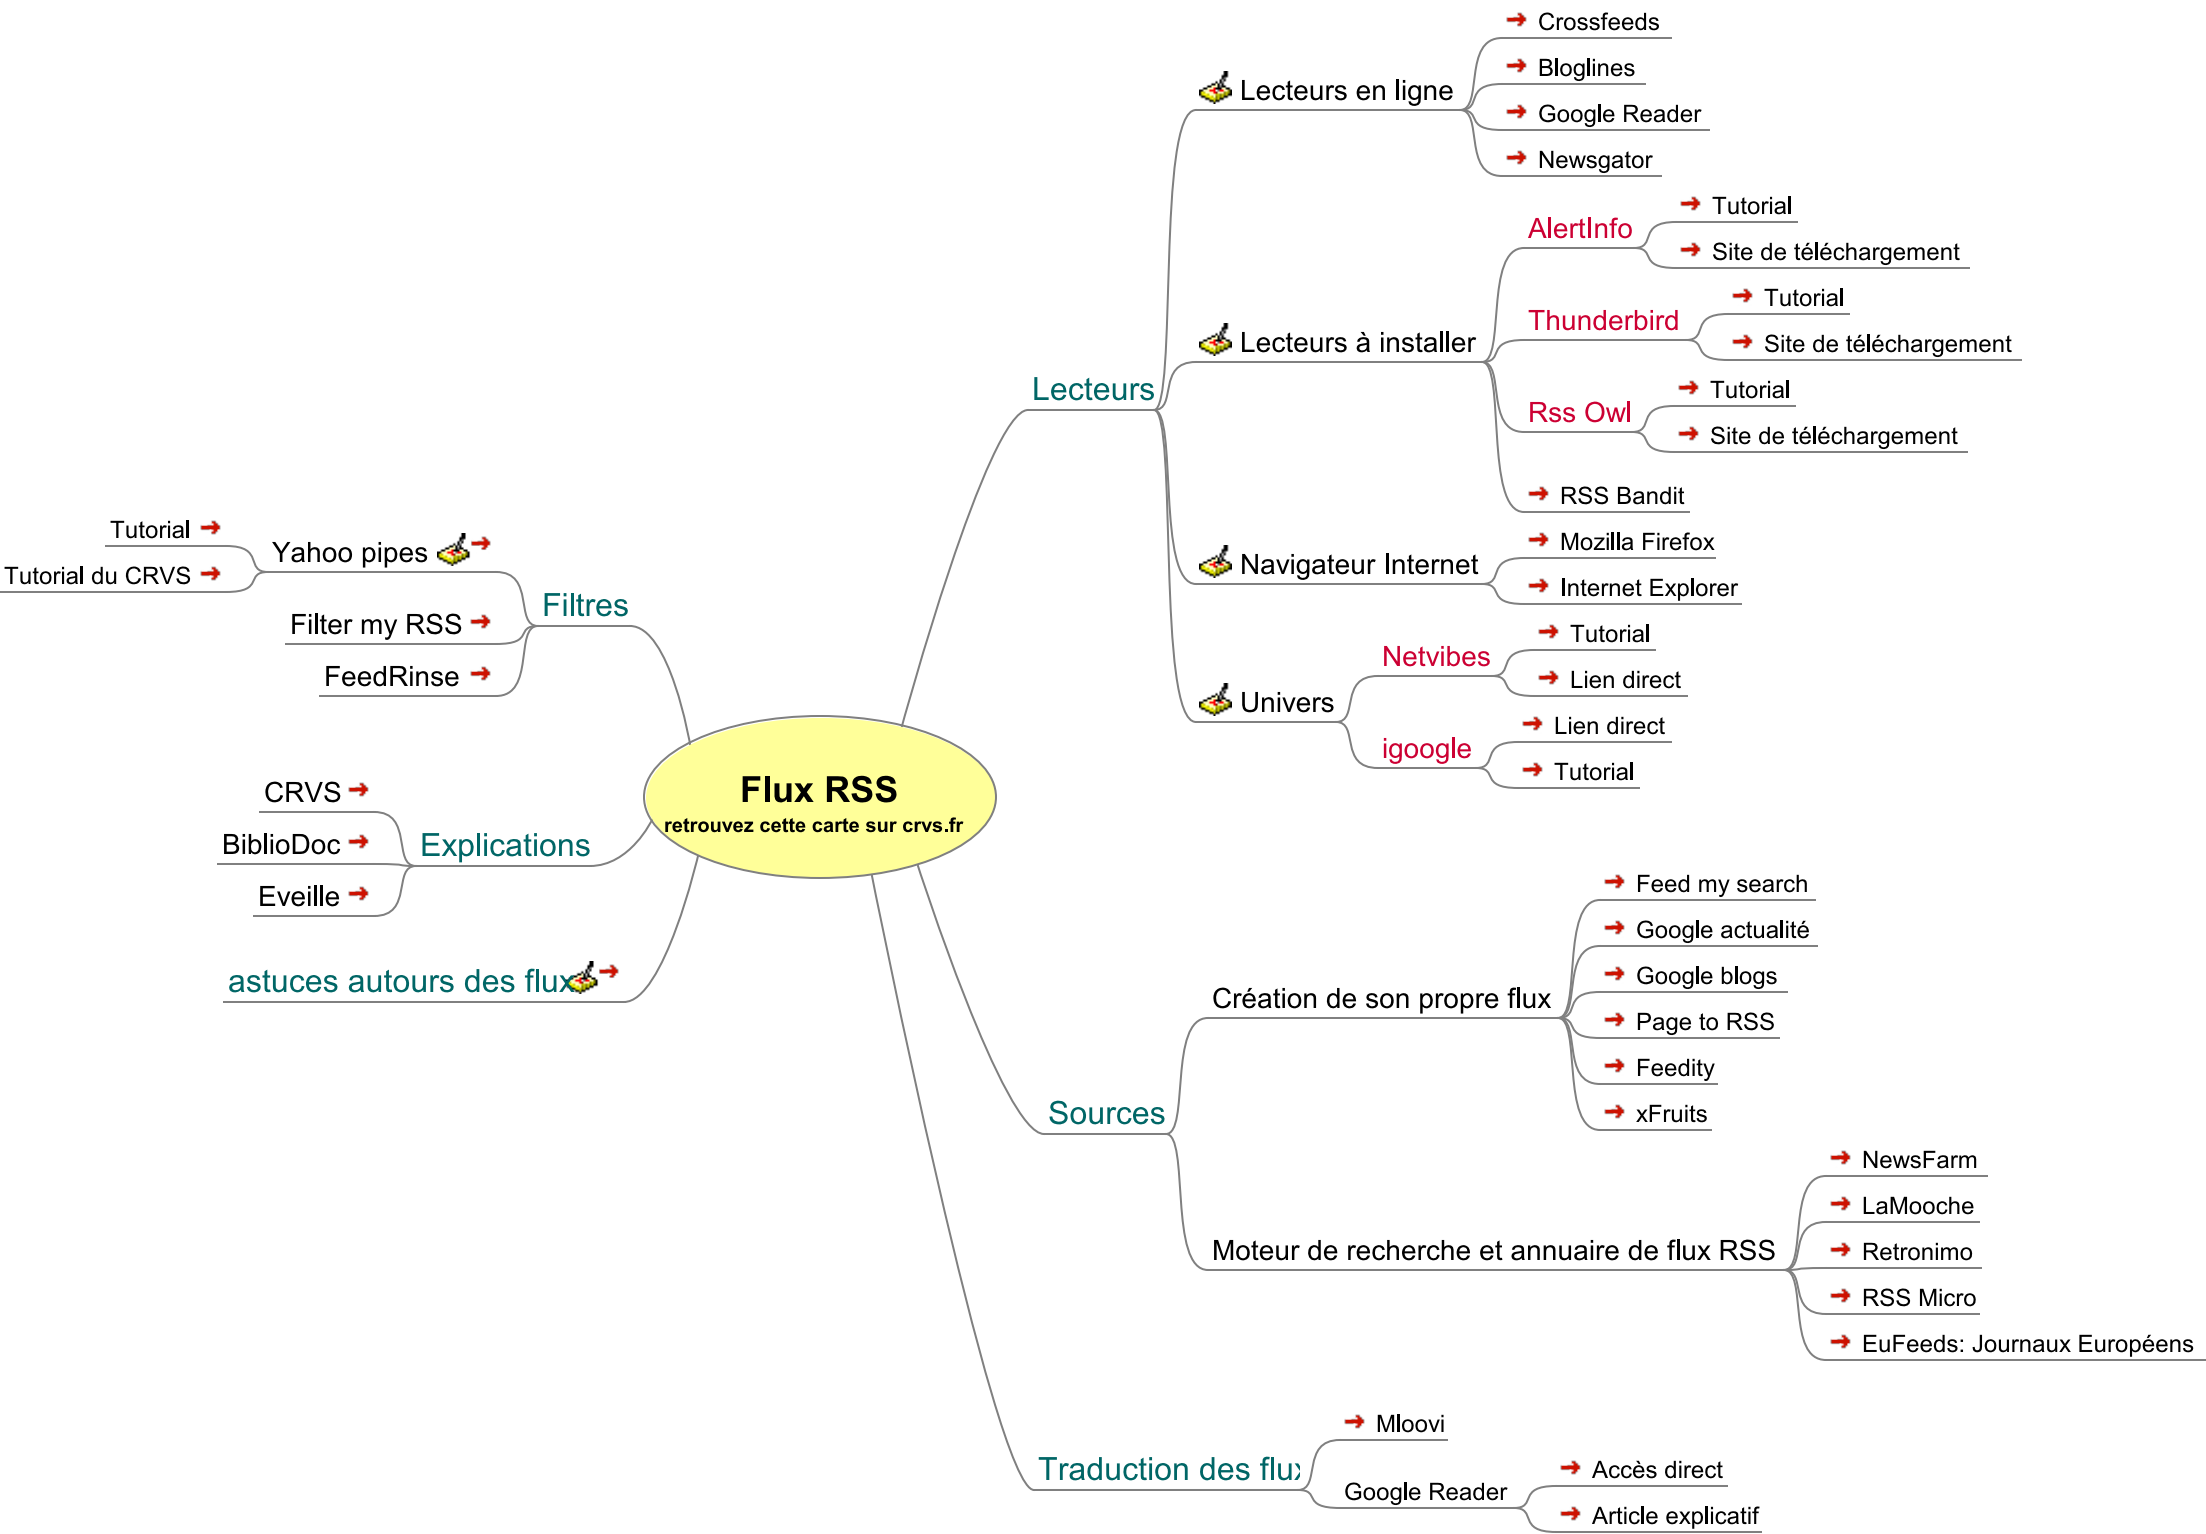 Flux RSS
retrouvez cette carte sur crvs.fr
Lecteurs
Lecteurs en ligne
Crossfeeds
Bloglines
Google Reader
Newsgator
Lecteurs à installer
AlertInfo
Tutorial
Site de téléchargement
Thunderbird
Tutorial
Site de téléchargement
Rss Owl
Tutorial
Site de téléchargement
RSS Bandit
Navigateur Internet
Mozilla Firefox
Internet Explorer
Univers
Netvibes
Tutorial
Lien direct
igoogle
Lien direct
Tutorial
Sources
Création de son propre flux
Feed my search
Google actualité
Google blogs
Page to RSS
Feedity
xFruits
Moteur de recherche et annuaire de flux RSS
NewsFarm
LaMooche
Retronimo
RSS Micro
EuFeeds: Journaux Européens
Traduction des flux
Mloovi
Google Reader
Accès direct
Article explicatif
Filtres
Yahoo pipes
Tutorial
Tutorial du CRVS
Filter my RSS
FeedRinse
Explications
CRVS
BiblioDoc
Eveille
astuces autours des flux